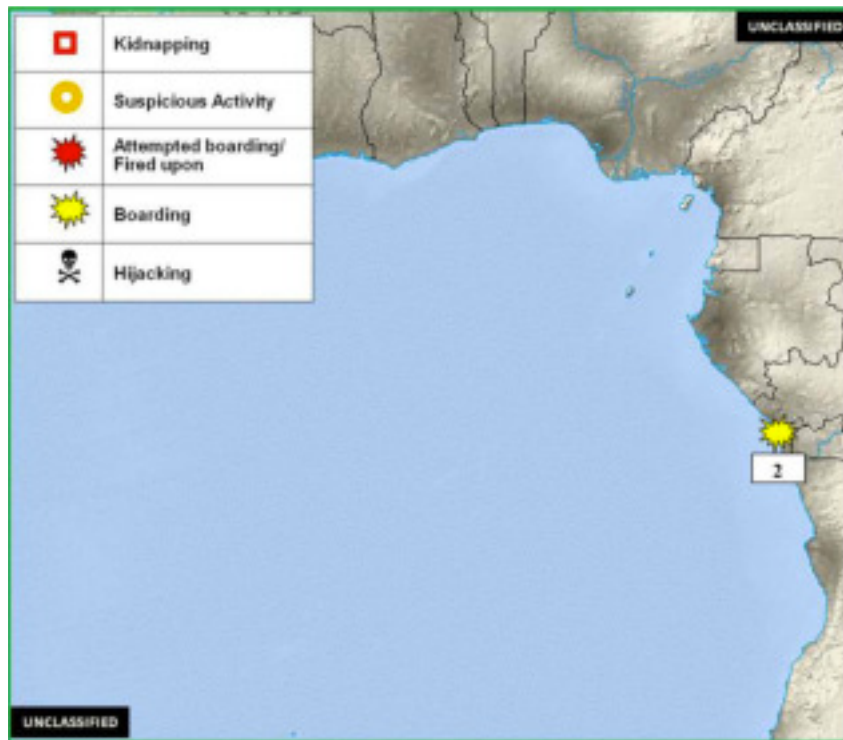 UNCLASSIFIED
Kidnapping
Suspicious Activity
Attempted boarding/
Fired upon
Boarding
Hijacking
2
UNCLASSIFIED